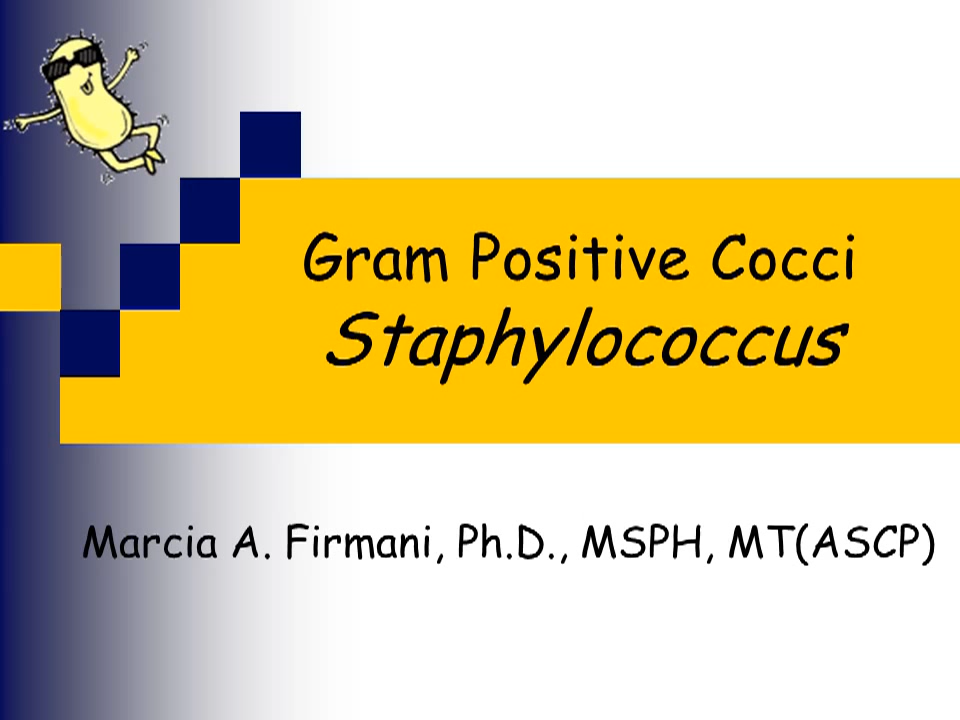 Gram Positive Cocci
Staphylococcus
Marcia A. Firmani, Ph.D., MSPH, MT(ASCP)